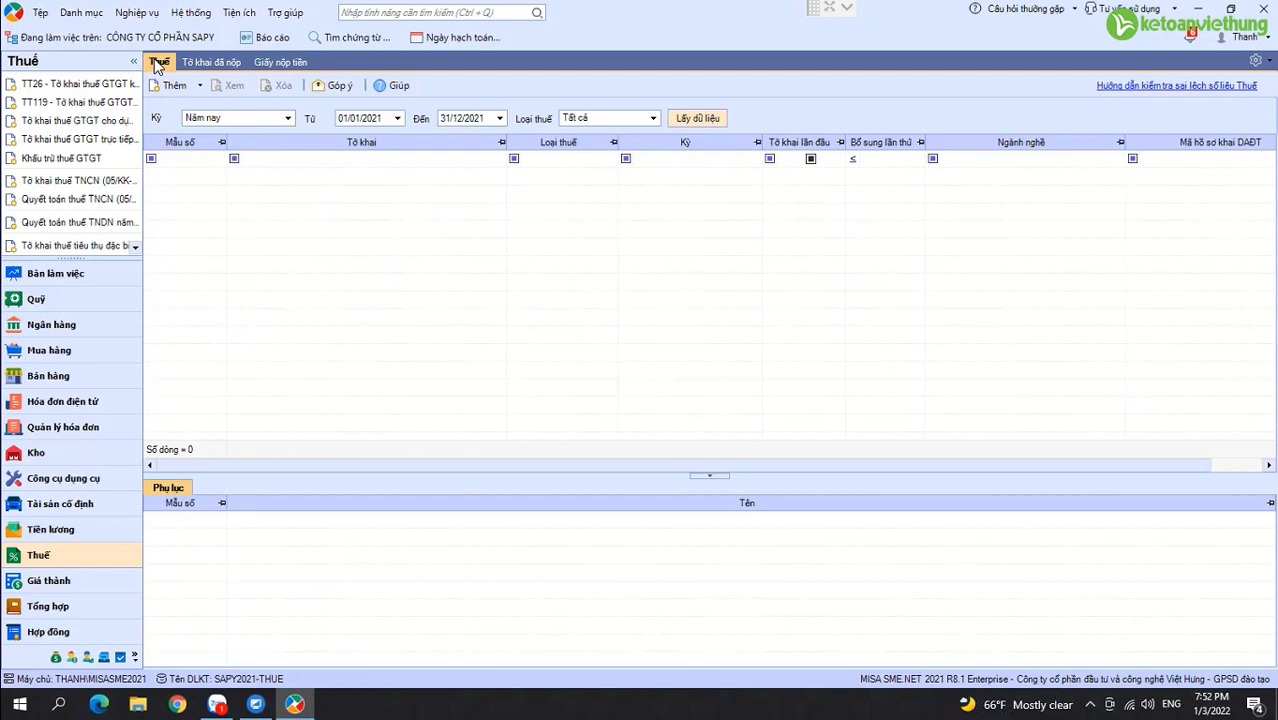 Tệp Danh mục Nghiệp vụ Hệ thống Tiện ích Trợ giúp Nhập tính năng cần tìm kiếm (Ctrl + Q) Câu hỏi thường gặp Tư vấn sử dụng
ketoanviethung
Đang làm việc trên: CÔNG TY CỔ PHẦN SAPY Báo cáo Tìm chứng từ ... Ngày hạch toán... 6 Thanh
Thuế « Thuế Tờ khai đã nộp Giấy nộp tiền
TT26 - Tờ khai thuế GTGT k... Thêm Xem Xóa Góp ý Giúp Hướng dẫn kiểm tra sai lệch số liệu Thuế
TT119 - Tờ khai thuế GTGT...
Tờ khai thuế GTGT cho dự... Kỳ Năm nay Từ 01/01/2021 Đến 31/12/2021 Loại thuế Tất cả Lấy dữ liệu
Tờ khai thuế GTGT trực tiếp... Mẫu số Tờ khai Loại thuế Kỳ Tờ khai lần đầu Bổ sung lần thứ Ngành nghề Mã hồ sơ khai DAĐT
Khấu trừ thuế GTGT ≤
Tờ khai thuế TNCN (05/KK-...
Quyết toán thuế TNCN (05/...
Quyết toán thuế TNDN năm...
Tờ khai thuế tiêu thụ đặc bi
Bàn làm việc
Quỹ
Ngân hàng
Mua hàng
Bán hàng
Hóa đơn điện tử
Quản lý hóa đơn
Số dòng = 0
Kho
Công cụ dụng cụ
Phụ lục
Tài sản cố định Mẫu số Tên
Tiền lương
Thuế
Giá thành
Tổng hợp
Hợp đồng
Máy chủ: THANH\MISASME2021 Tên DLKT: SAPY2021-THUE MISA SME.NET 2021 R8.1 Enterprise - Công ty cổ phần đầu tư và công nghệ Việt Hưng - GPSD đào tạo
66°F Mostly clear ENG 7:52 PM
1/3/2022